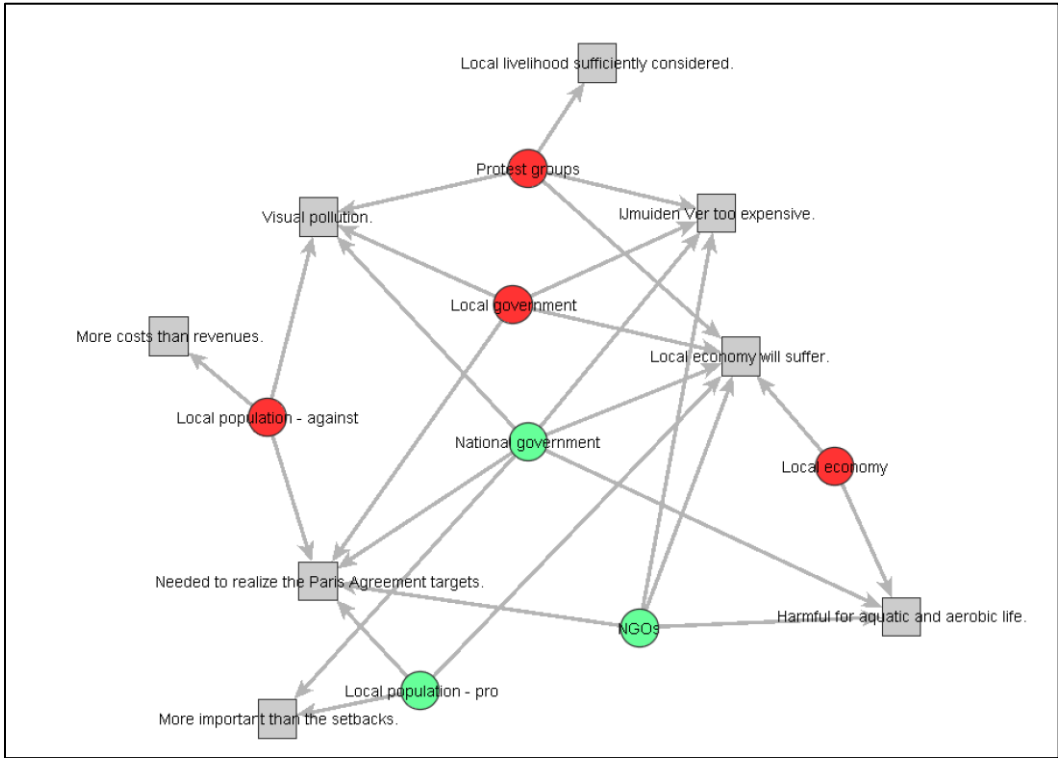 Local livelihood sufficiently considered.
Protest groups
Visual pollution.
IJmuiden Ver too expensive.
Local government
More costs than revenues.
Local economy will suffer.
Local population - against
National government
Local economy
Needed to realize the Paris Agreement targets.
Harmful for aquatic and aerobic life.
NGOs
Local population - pro
More important than the setbacks.